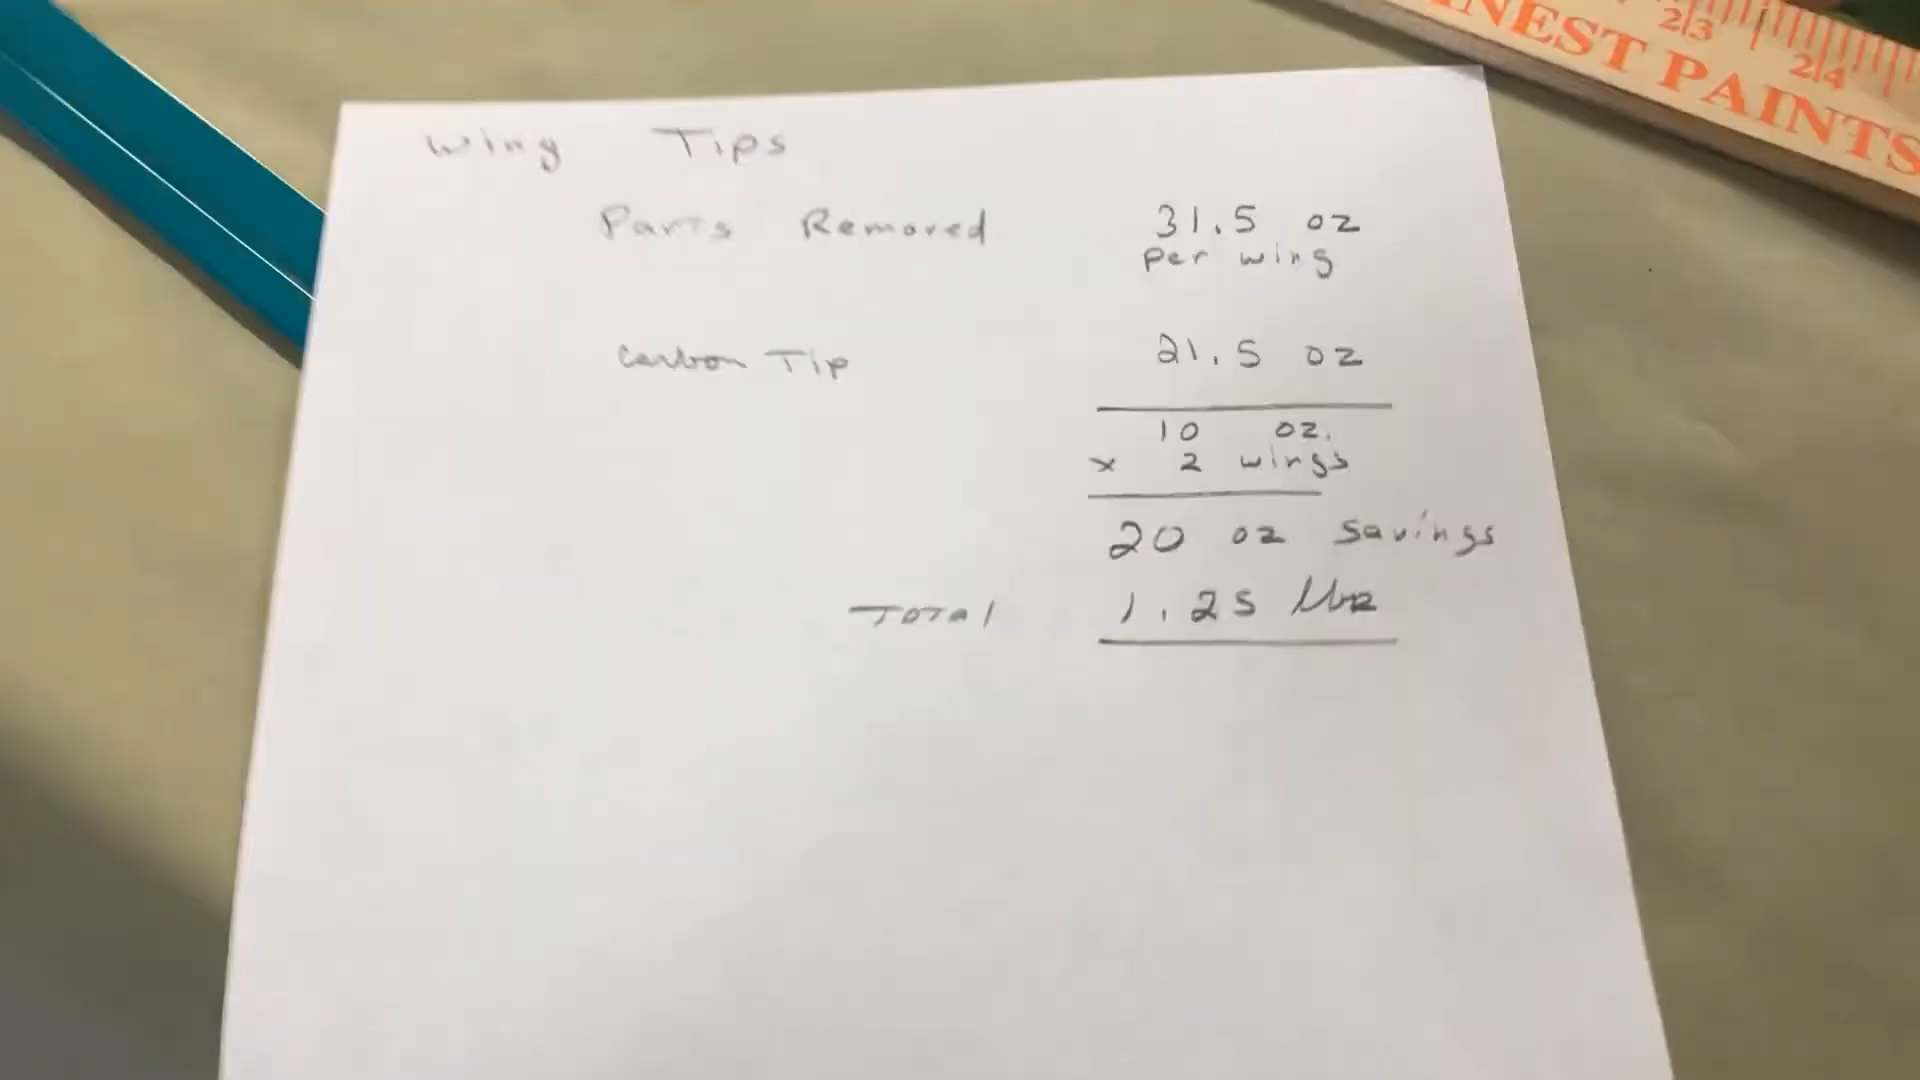 Wing Tips
Parts Removed 31.5 oz
per wing
Carbon Tip 21.5 oz
10 oz.
x 2 wings
20 oz savings
Total 1.25 lbs
23
24
INEST PAINTS